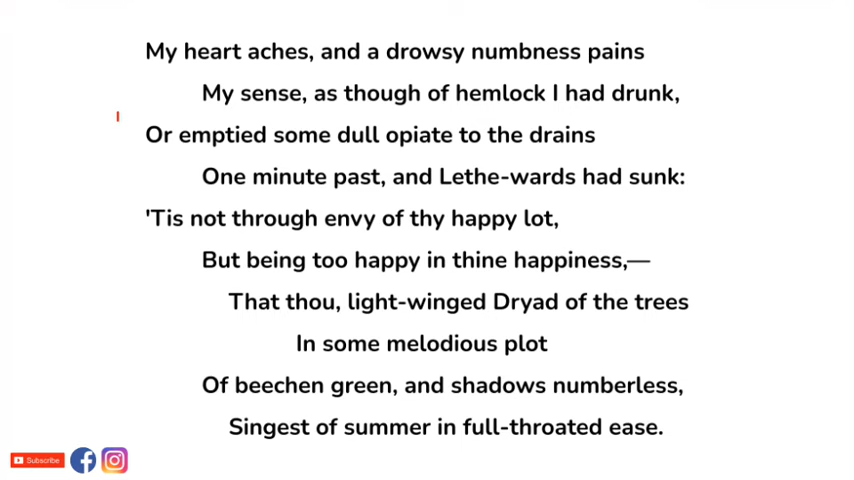 My heart aches, and a drowsy numbness pains
My sense, as though of hemlock I had drunk,
Or emptied some dull opiate to the drains
One minute past, and Lethe-wards had sunk:
'Tis not through envy of thy happy lot,
But being too happy in thine happiness,—
That thou, light-winged Dryad of the trees
In some melodious plot
Of beechen green, and shadows numberless,
Singest of summer in full-throated ease.
Subscribe